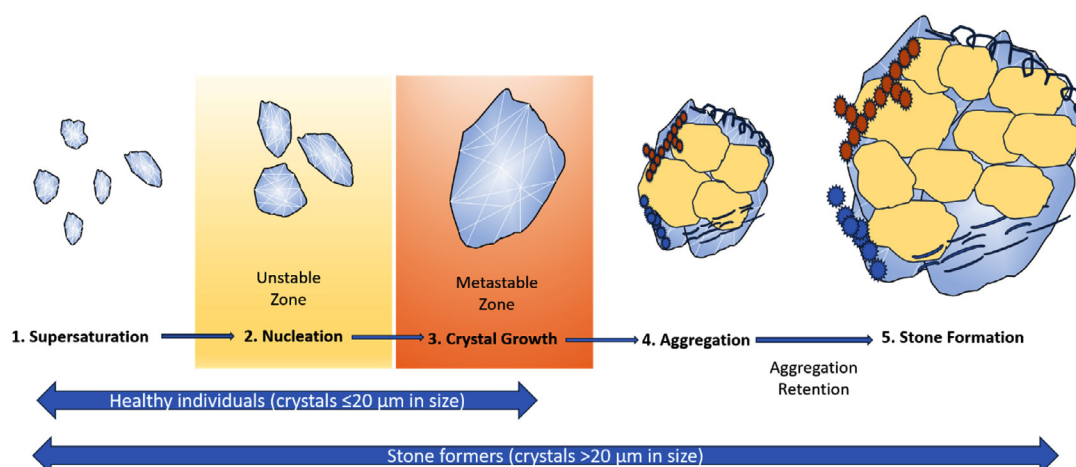 Unstable
Zone
Metastable
Zone
1. Supersaturation
2. Nucleation
3. Crystal Growth
4. Aggregation
5. Stone Formation
Aggregation
Retention
Healthy individuals (crystals ≤20 μm in size)
Stone formers (crystals >20 μm in size)